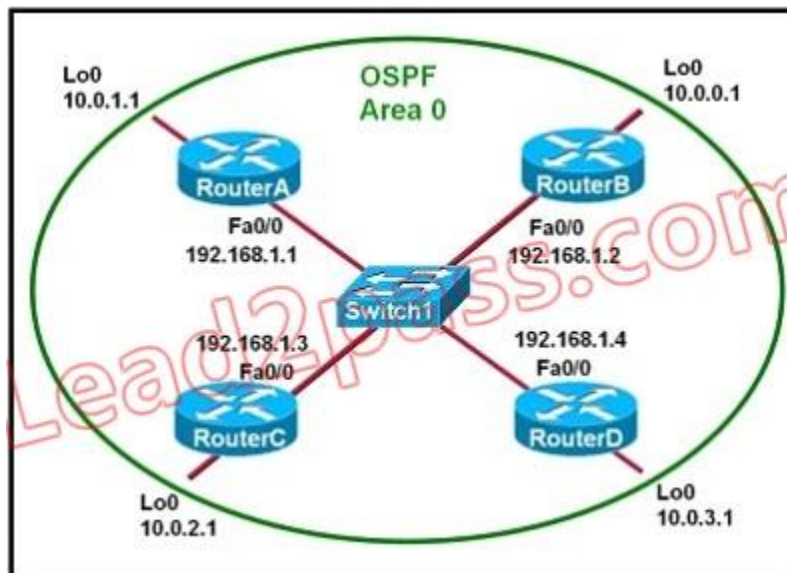 Lo0
10.0.1.1
OSPF
Area 0
Lo0
10.0.0.1
RouterA
RouterB
Fa0/0
192.168.1.1
Fa0/0
192.168.1.2
Switch1
192.168.1.3
Fa0/0
192.168.1.4
Fa0/0
RouterC
RouterD
Lo0
10.0.2.1
Lo0
10.0.3.1
Lead2pass.com